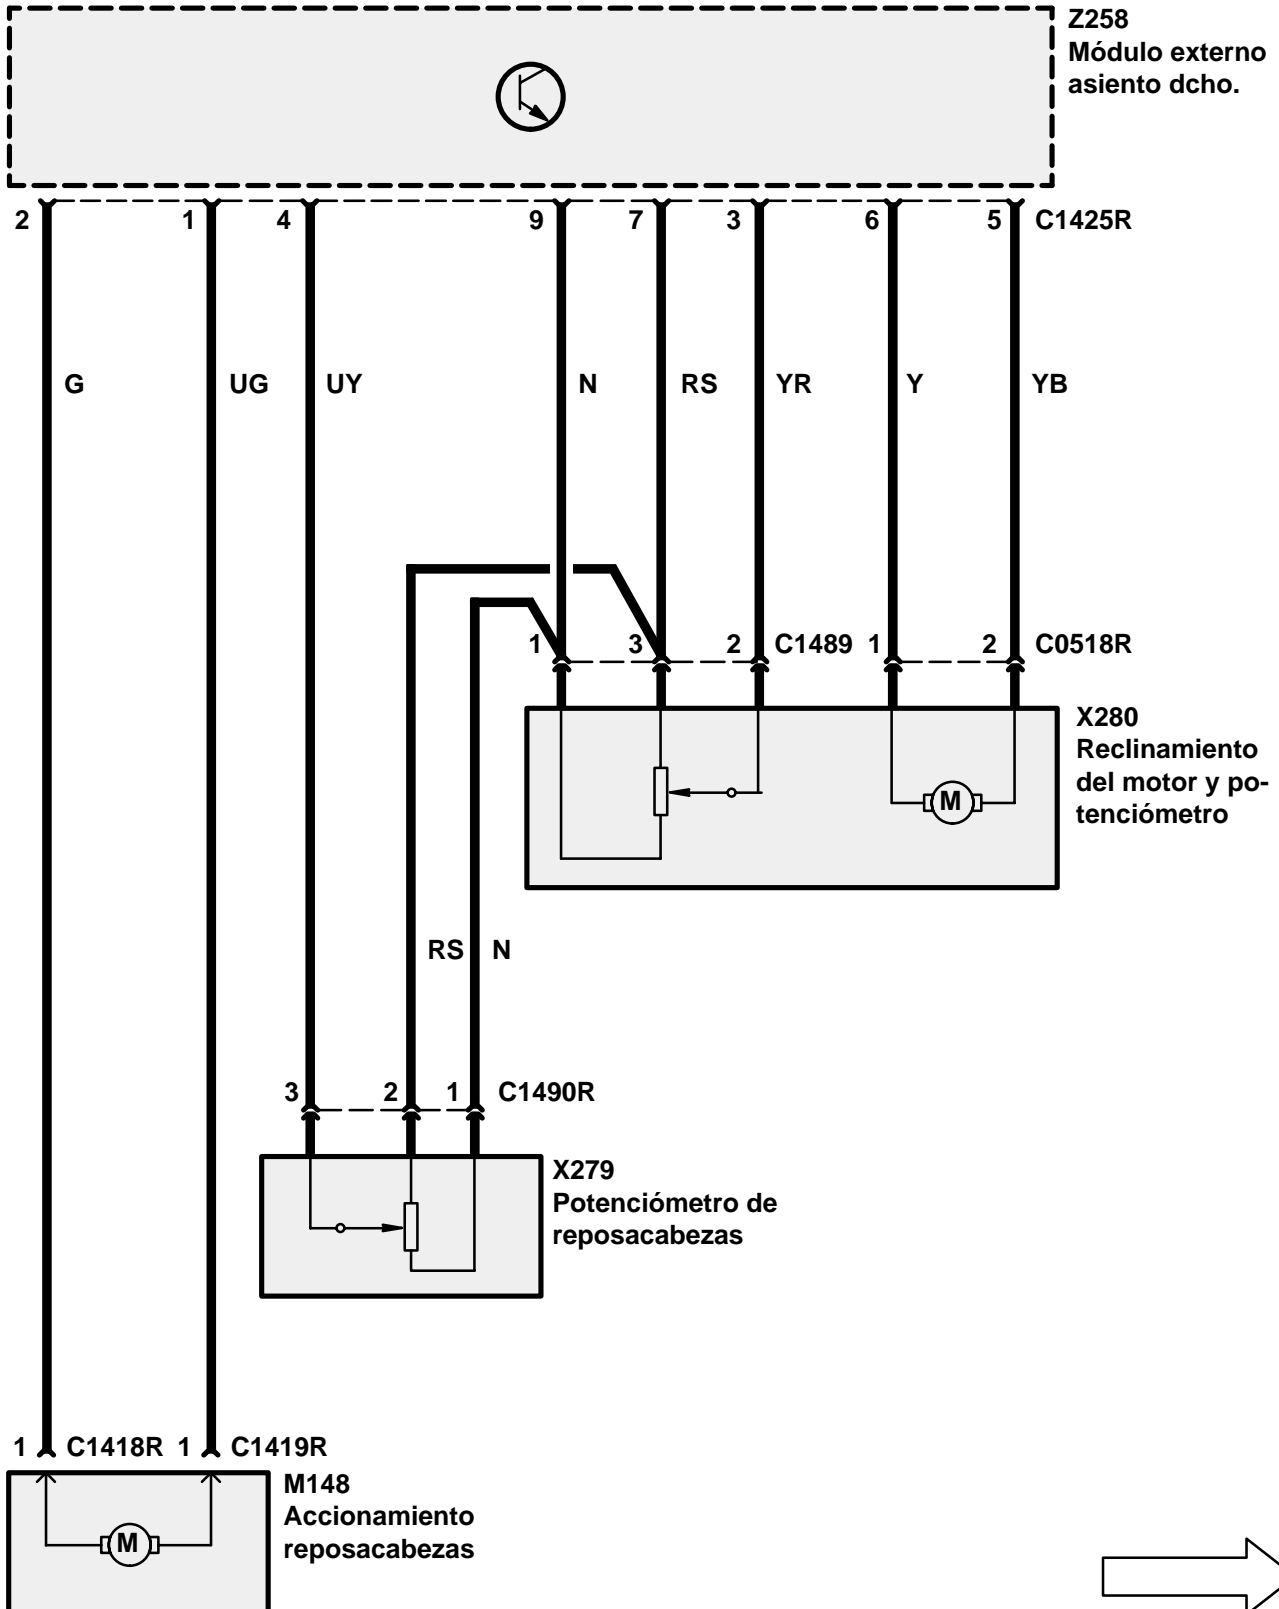 Z258
Módulo externo
asiento dcho.
2 1 4 9 7 3 6 5 C1425R
G UG UY N RS YR Y YB
1 3 2 C1489 1 2 C0518R
X280
Reclinamiento
del motor y po-
tenciómetro
M
RS N
3 2 1 C1490R
X279
Potenciómetro de
reposacabezas
1 C1418R 1 C1419R
M148
Accionamiento
reposacabezas
M